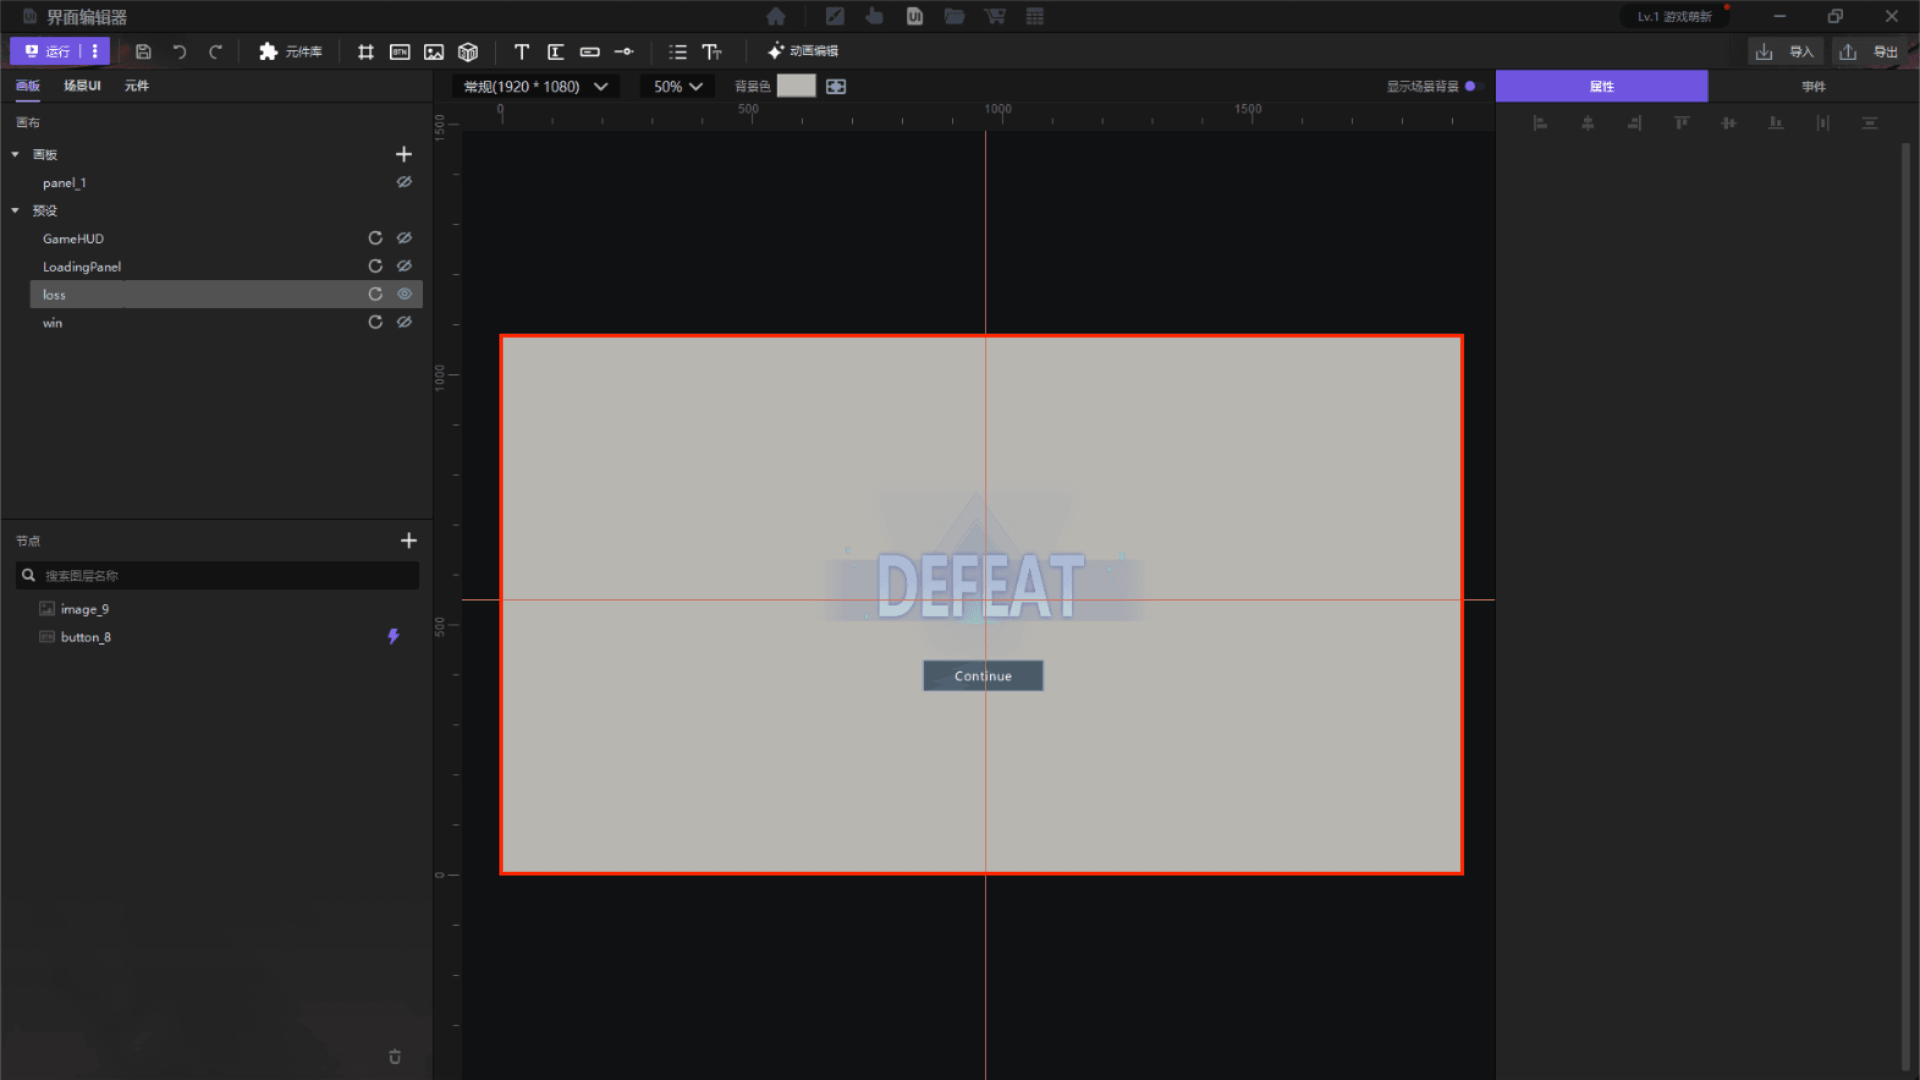 界面编辑器
Lv.1 游戏萌新
运行
元件库
BTN
动画编辑
导入
导出
画板 场景UI 元件
常规(1920 * 1080)
50%
背景色
显示场景背景
属性
事件
画布
画板
panel_1
预设
GameHUD
LoadingPanel
loss
win
0 500 1000 1500
1500
1000
500
0
DEFEAT
Continue
节点
搜索图层名称
image_9
button_8